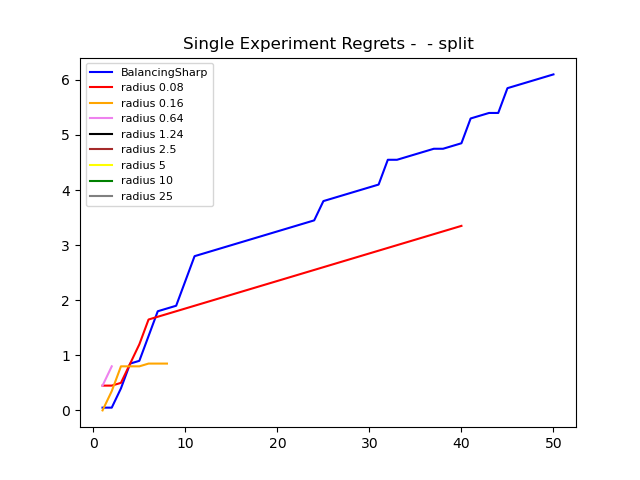 Single Experiment Regrets -  - split
BalancingSharp
radius 0.08
radius 0.16
radius 0.64
radius 1.24
radius 2.5
radius 5
radius 10
radius 25
6
5
4
3
2
1
0
0 10 20 30 40 50